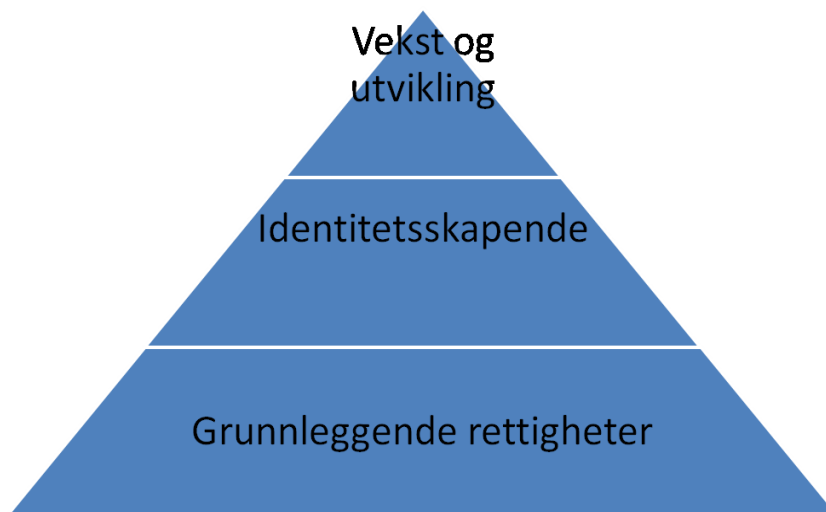 Vekst og
utvikling
Identitetsskapende
Grunnleggende rettigheter